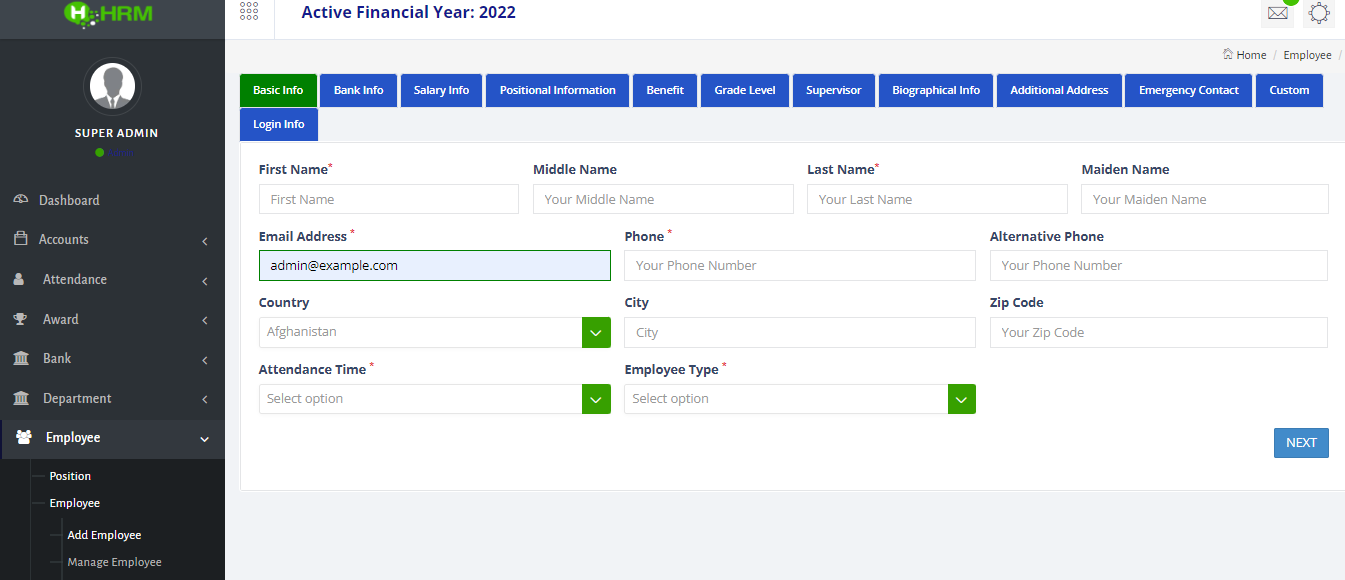 HRM
SUPER ADMIN
Dashboard
Accounts
Attendance
Award
Bank
Department
Employee
Position
Employee
Add Employee
Manage Employee
Active Financial Year: 2022
Home / Employee /
Basic Info Bank Info Salary Info Positional Information Benefit Grade Level Supervisor Biographical Info Additional Address Emergency Contact Custom
Login Info
First Name* Middle Name Last Name* Maiden Name
First Name Your Middle Name Your Last Name Your Maiden Name
Email Address * Phone * Alternative Phone
admin@example.com Your Phone Number Your Phone Number
Country City Zip Code
Afghanistan City Your Zip Code
Attendance Time * Employee Type *
Select option Select option
NEXT